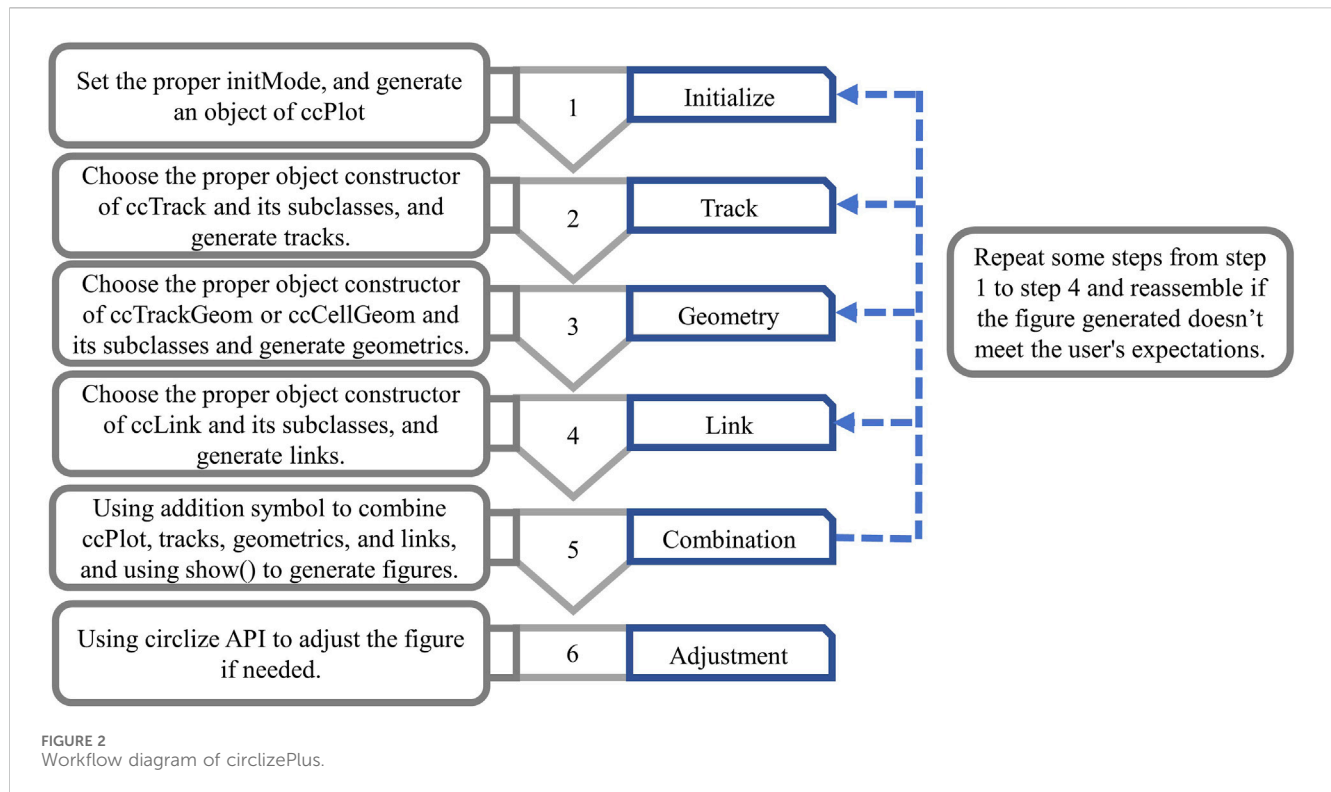 Set the proper initMode, and generate
an object of ccPlot
1
Initialize
Choose the proper object constructor
of ccTrack and its subclasses, and
generate tracks.
2
Track
Choose the proper object constructor
of ccTrackGeom or ccCellGeom and
its subclasses and generate geometrics.
3
Geometry
Choose the proper object constructor
of ccLink and its subclasses, and
generate links.
4
Link
Using addition symbol to combine
ccPlot, tracks, geometrics, and links,
and using show() to generate figures.
5
Combination
Using circlize API to adjust the figure
if needed.
6
Adjustment
Repeat some steps from step
1 to step 4 and reassemble if
the figure generated doesn’t
meet the user's expectations.
FIGURE 2
Workflow diagram of circlizePlus.